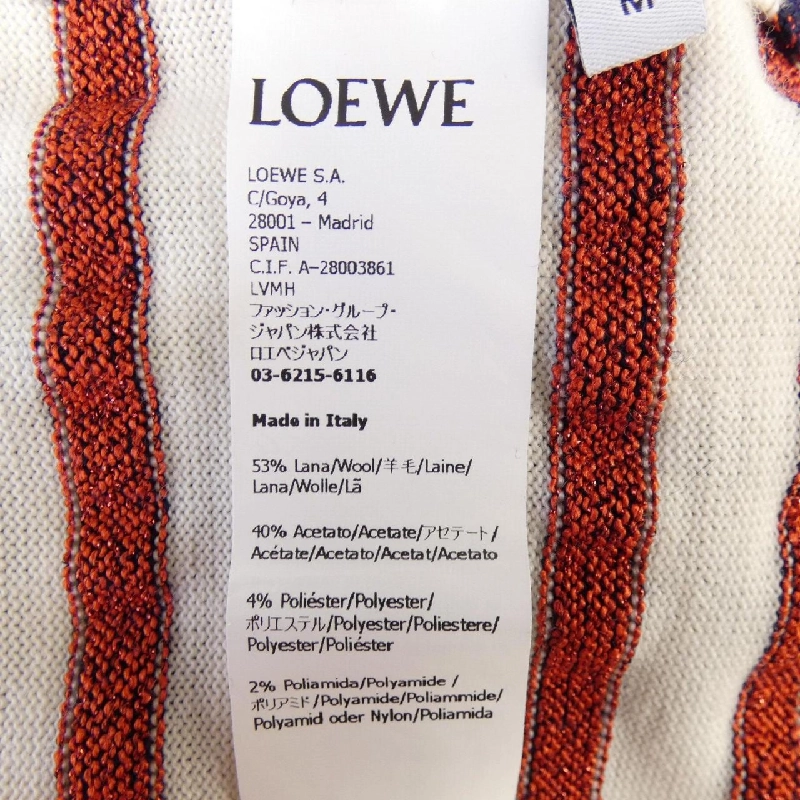 M
LOEWE
LOEWE S.A.
C/Goya, 4
28001 – Madrid
SPAIN
C.I.F. A-28003861
LVMH
ファッション・グループ・
ジャパン株式会社
ロエベジャパン
03-6215-6116
Made in Italy
53% Lana/Wool/羊毛/Laine/
Lana/Wolle/Lã
40% Acetato/Acetate/アセテート/
Acétate/Acetato/Acetat/Acetato
4% Poliéster/Polyester/
ポリエステル/Polyester/Poliestere/
Polyester/Poliéster
2% Poliamida/Polyamide /
ポリアミド/Polyamide/Poliammide/
Polyamid oder Nylon/Poliamida